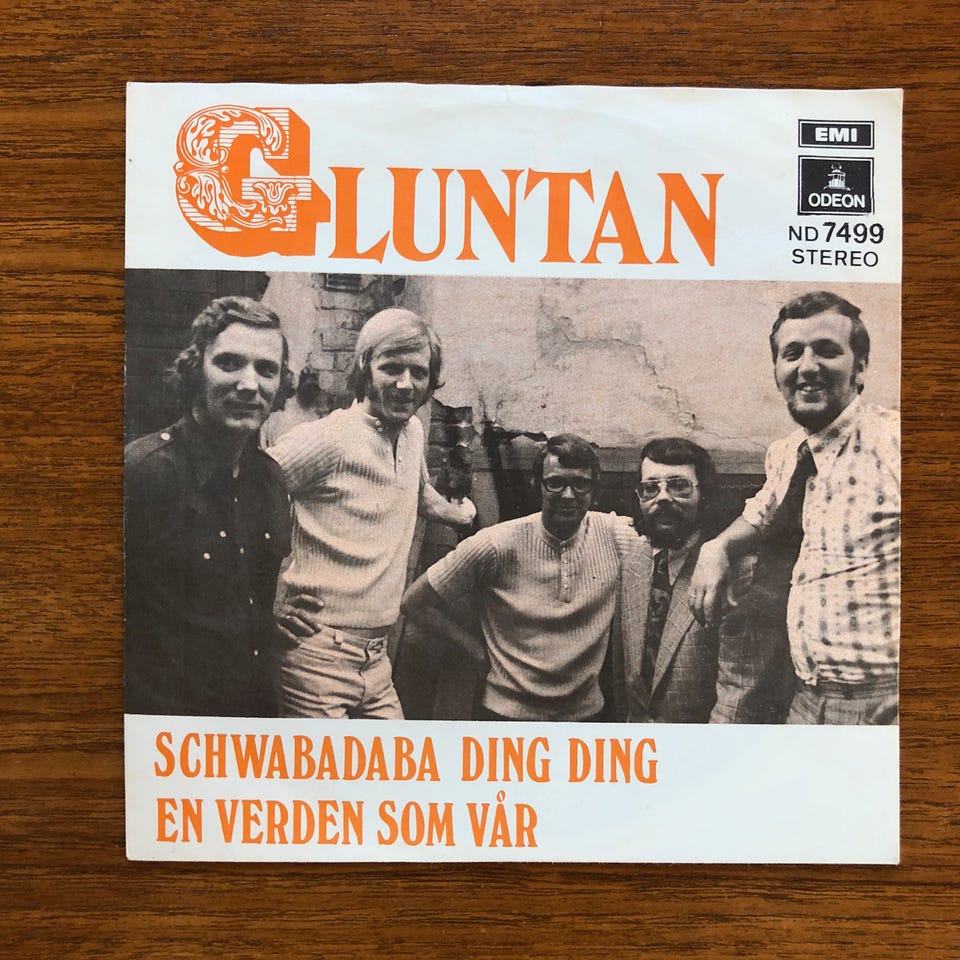 GLUNTAN
EMI
ODEON
ND 7499
STEREO
SCHWABADABA DING DING
EN VERDEN SOM VÅR